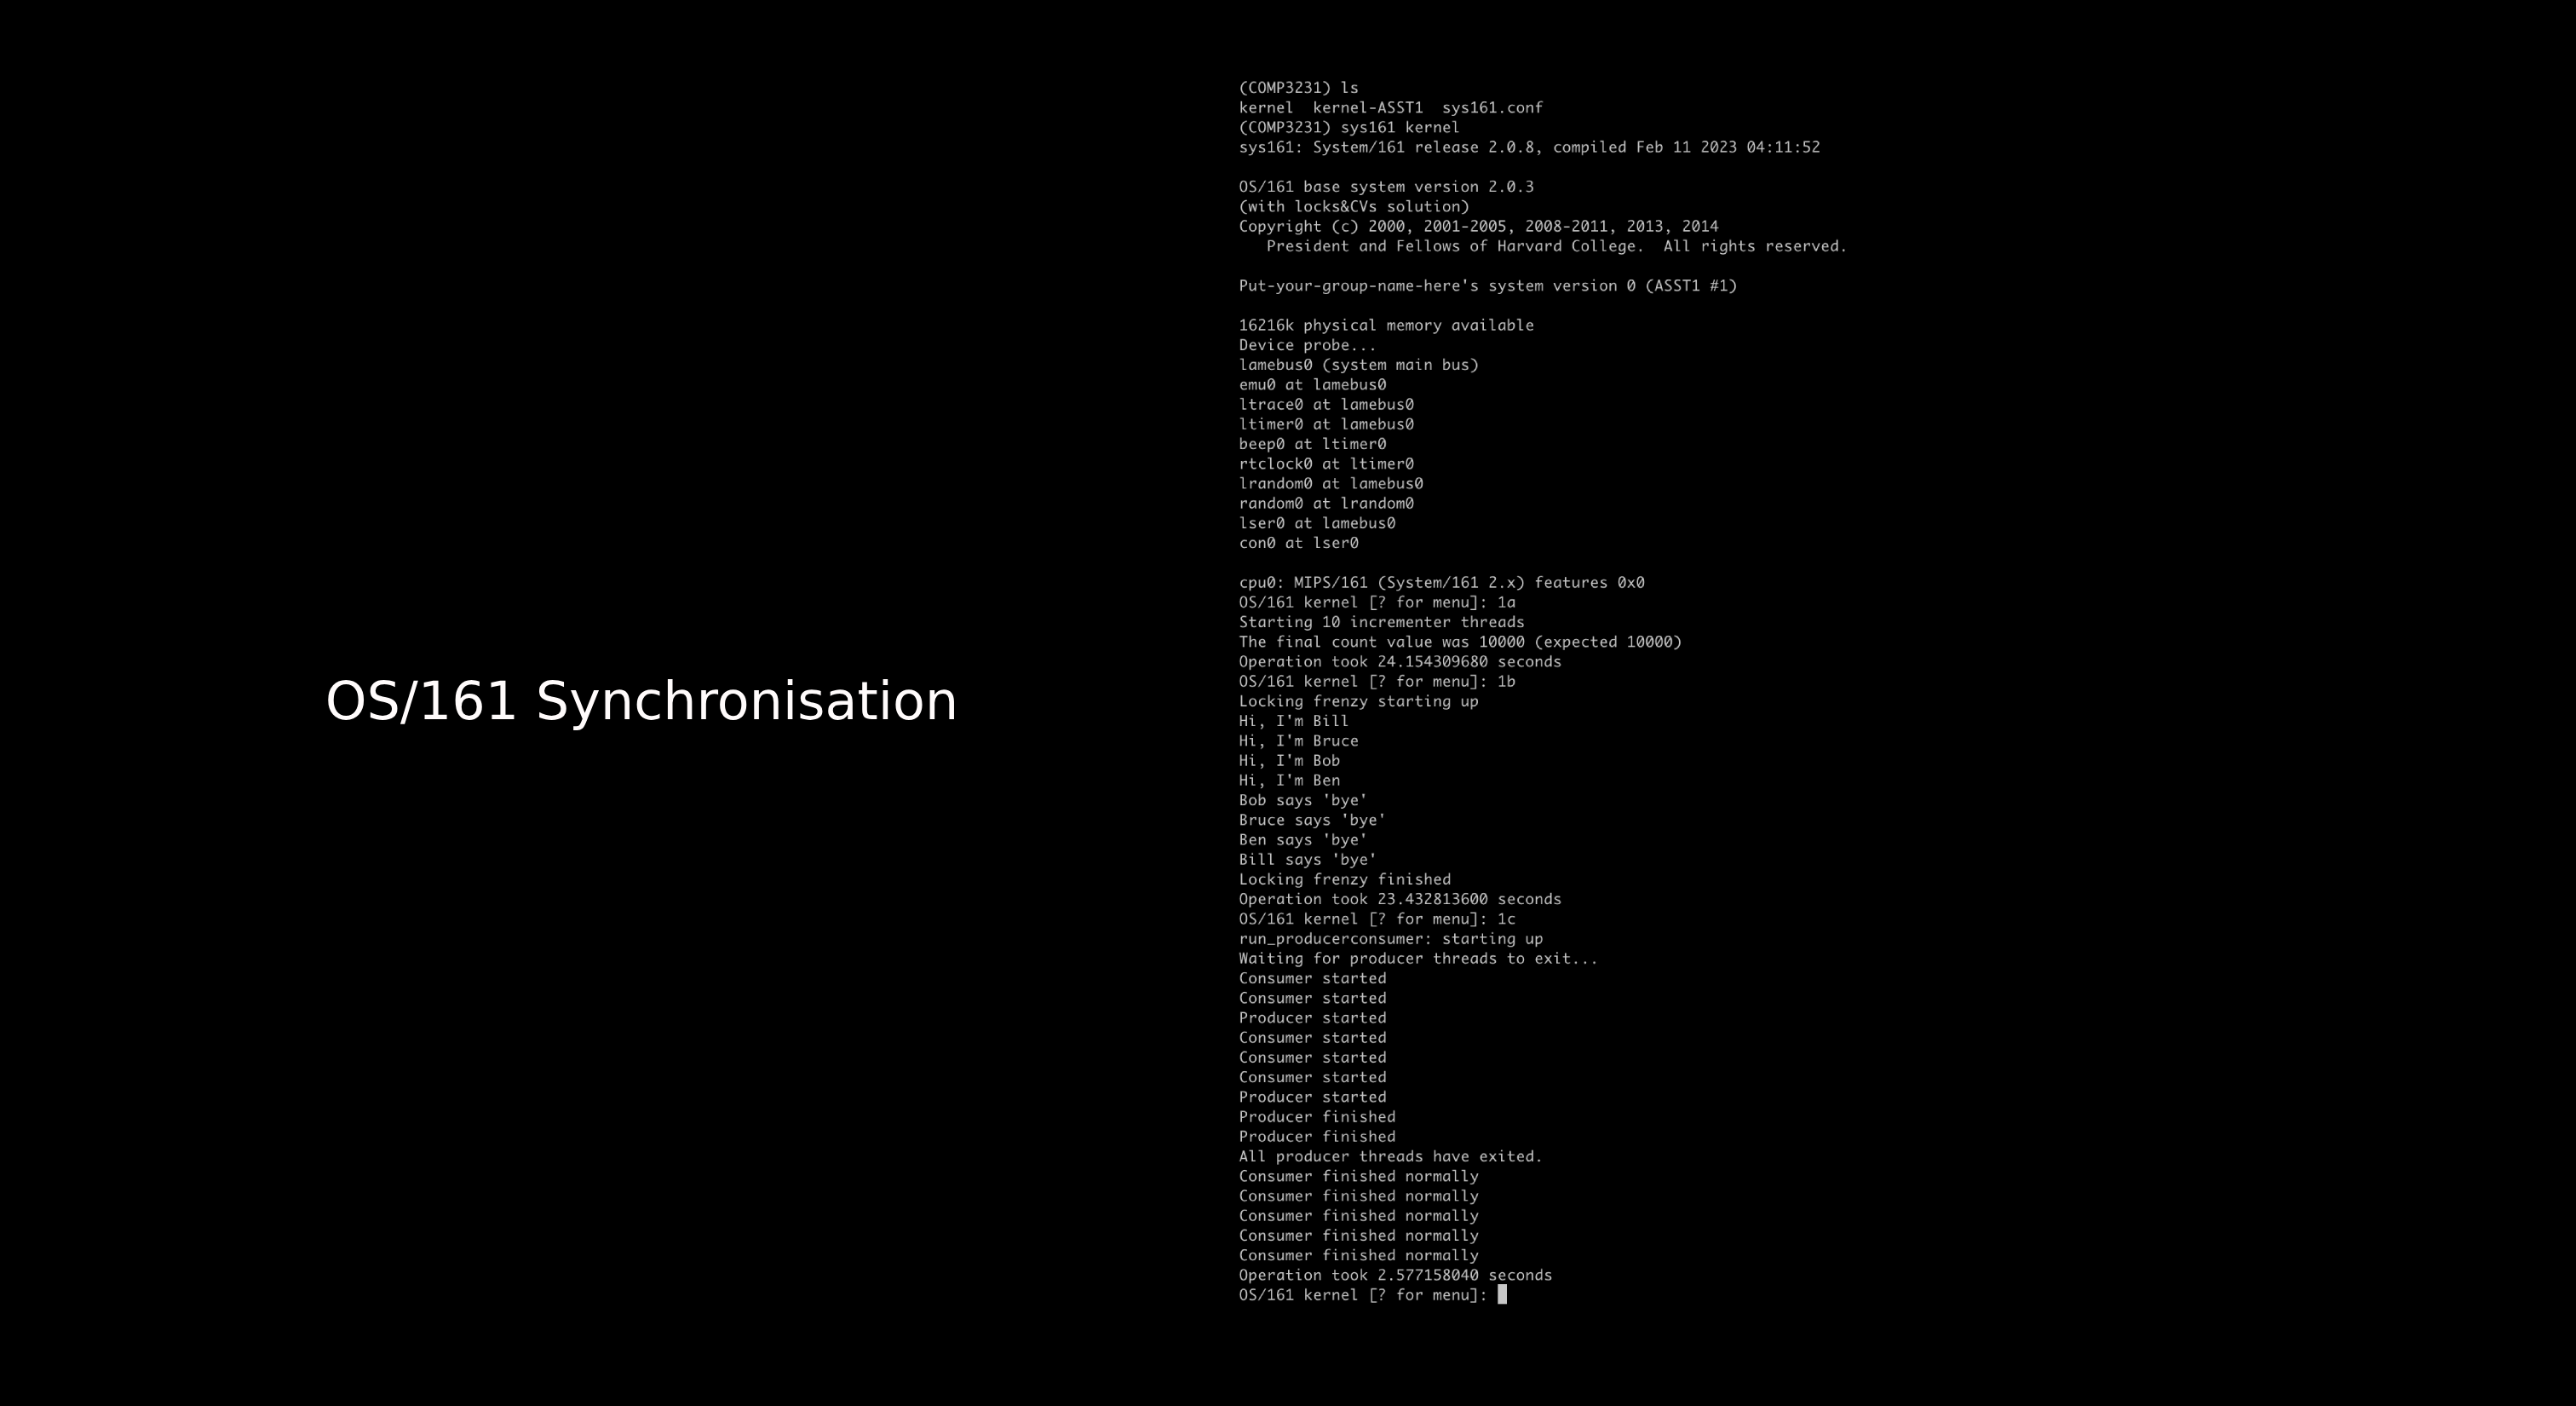 OS/161 Synchronisation
(COMP3231) ls
kernel  kernel-ASST1  sys161.conf
(COMP3231) sys161 kernel
sys161: System/161 release 2.0.8, compiled Feb 11 2023 04:11:52
OS/161 base system version 2.0.3
(with locks&CVs solution)
Copyright (c) 2000, 2001-2005, 2008-2011, 2013, 2014
   President and Fellows of Harvard College.  All rights reserved.
Put-your-group-name-here's system version 0 (ASST1 #1)
16216k physical memory available
Device probe...
lamebus0 (system main bus)
emu0 at lamebus0
ltrace0 at lamebus0
ltimer0 at lamebus0
beep0 at ltimer0
rtclock0 at ltimer0
lrandom0 at lamebus0
random0 at lrandom0
lser0 at lamebus0
con0 at lser0
cpu0: MIPS/161 (System/161 2.x) features 0x0
OS/161 kernel [? for menu]: 1a
Starting 10 incrementer threads
The final count value was 10000 (expected 10000)
Operation took 24.154309680 seconds
OS/161 kernel [? for menu]: 1b
Locking frenzy starting up
Hi, I'm Bill
Hi, I'm Bruce
Hi, I'm Bob
Hi, I'm Ben
Bob says 'bye'
Bruce says 'bye'
Ben says 'bye'
Bill says 'bye'
Locking frenzy finished
Operation took 23.432813600 seconds
OS/161 kernel [? for menu]: 1c
run_producerconsumer: starting up
Waiting for producer threads to exit...
Consumer started
Consumer started
Producer started
Consumer started
Consumer started
Consumer started
Producer started
Producer finished
Producer finished
All producer threads have exited.
Consumer finished normally
Consumer finished normally
Consumer finished normally
Consumer finished normally
Consumer finished normally
Operation took 2.577158040 seconds
OS/161 kernel [? for menu]: